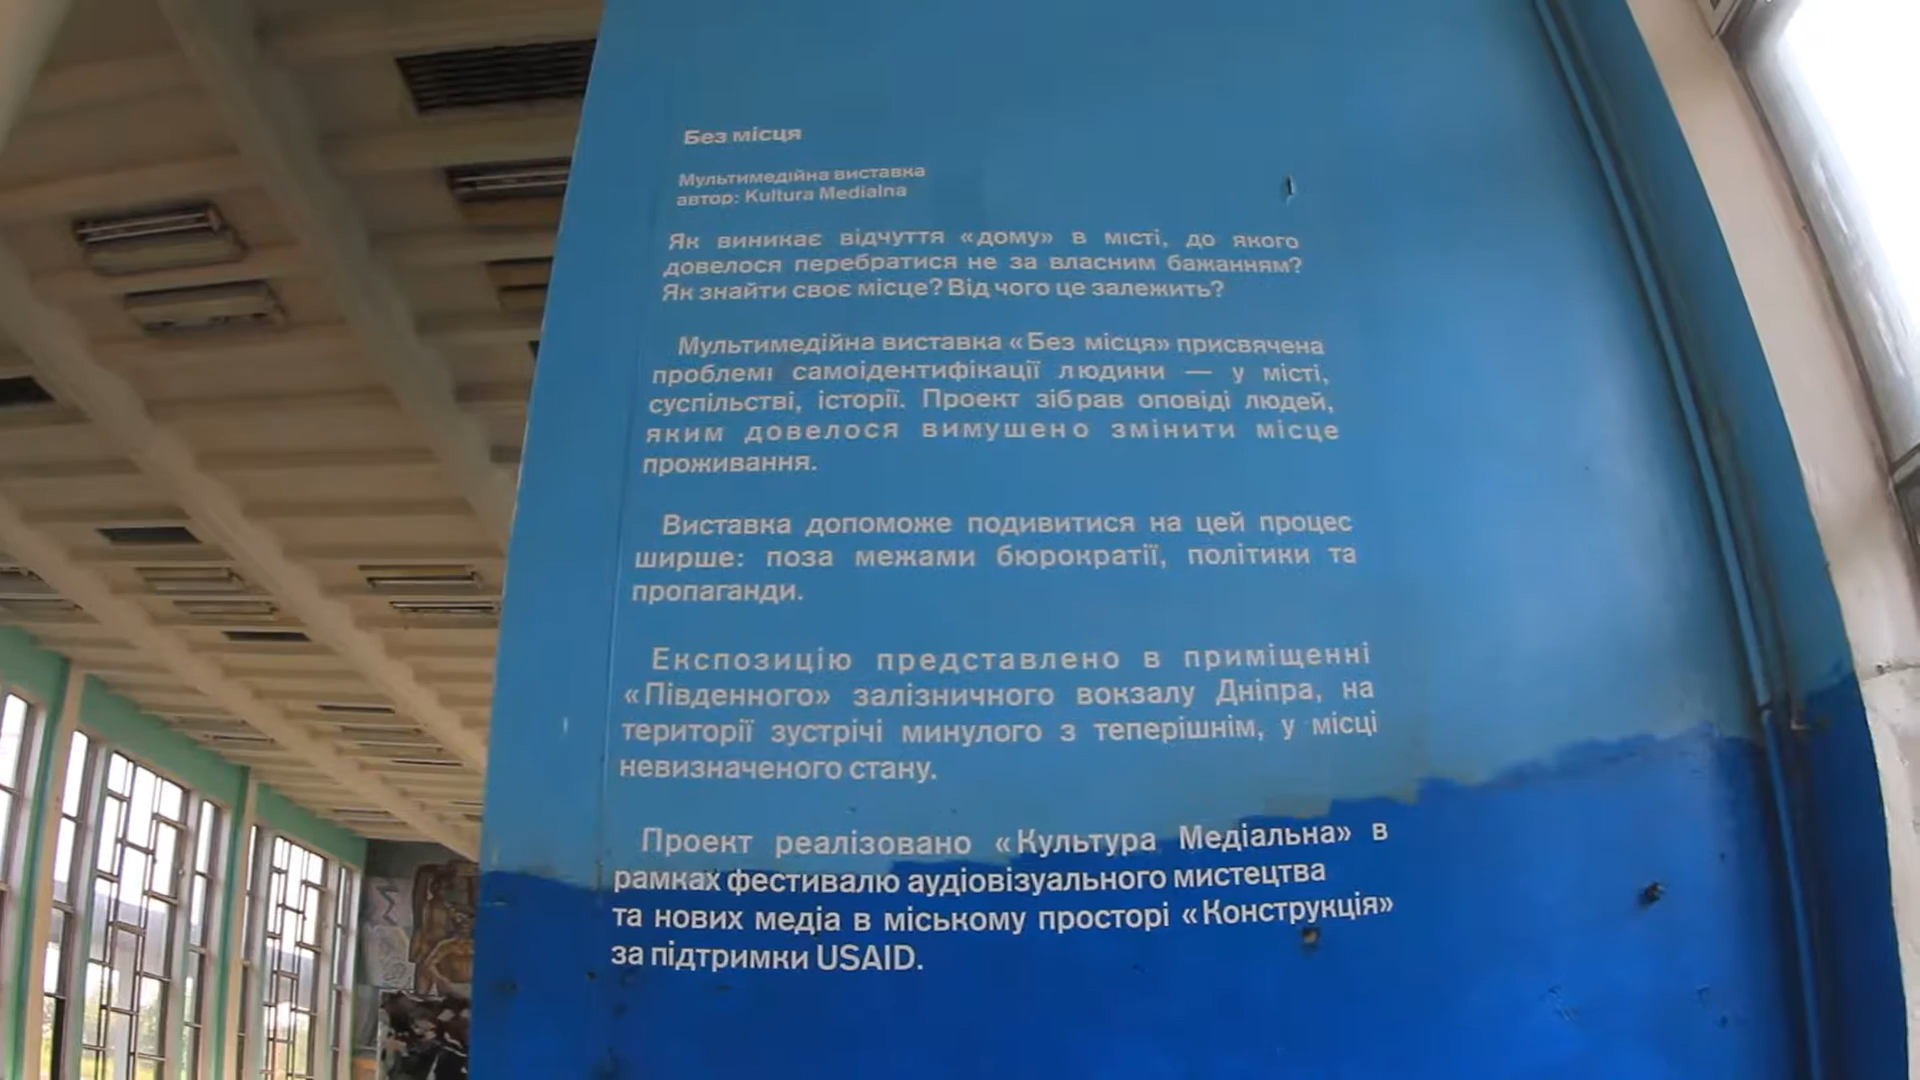 Без місця
Мультимедійна виставка
автор: Kultura Medialna
Як виникає відчуття «дому» в місті, до якого
довелося перебратися не за власним бажанням?
Як знайти своє місце? Від чого це залежить?
Мультимедійна виставка «Без місця» присвячена
проблемі самоідентифікації людини — у місті,
суспільстві, історії. Проект зібрав оповіді людей,
яким довелося вимушено змінити місце
проживання.
Виставка допоможе подивитися на цей процес
ширше: поза межами бюрократії, політики та
пропаганди.
Експозицію представлено в приміщенні
«Південного» залізничного вокзалу Дніпра, на
території зустрічі минулого з теперішнім, у місці
невизначеного стану.
Проект реалізовано «Культура Медіальна» в
рамках фестивалю аудіовізуального мистецтва
та нових медіа в міському просторі «Конструкція»
за підтримки USAID.